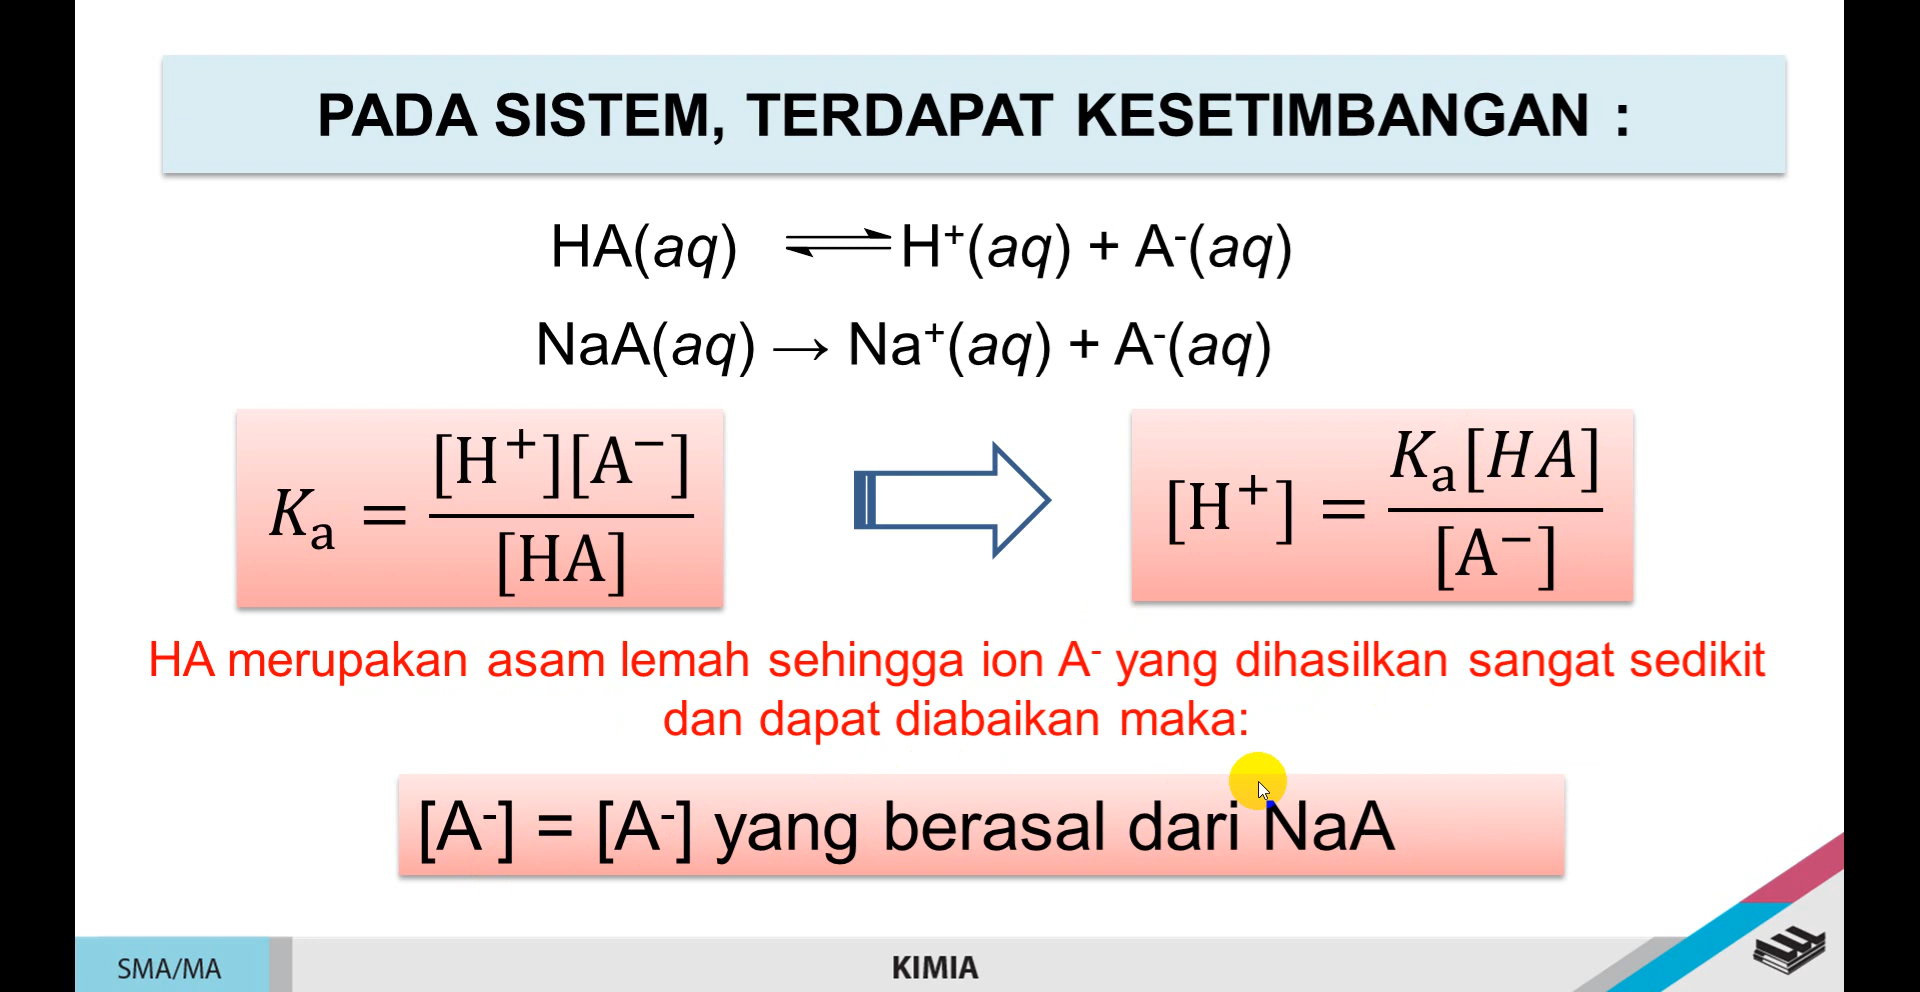 PADA SISTEM, TERDAPAT KESETIMBANGAN :
HA(aq) ⇌ H⁺(aq) + A⁻(aq)
NaA(aq) → Na⁺(aq) + A⁻(aq)
Kₐ = [H⁺][A⁻] / [HA]
[H⁺] = Kₐ[HA] / [A⁻]
HA merupakan asam lemah sehingga ion A⁻ yang dihasilkan sangat sedikit
dan dapat diabaikan maka:
[A⁻] = [A⁻] yang berasal dari NaA
SMA/MA
KIMIA